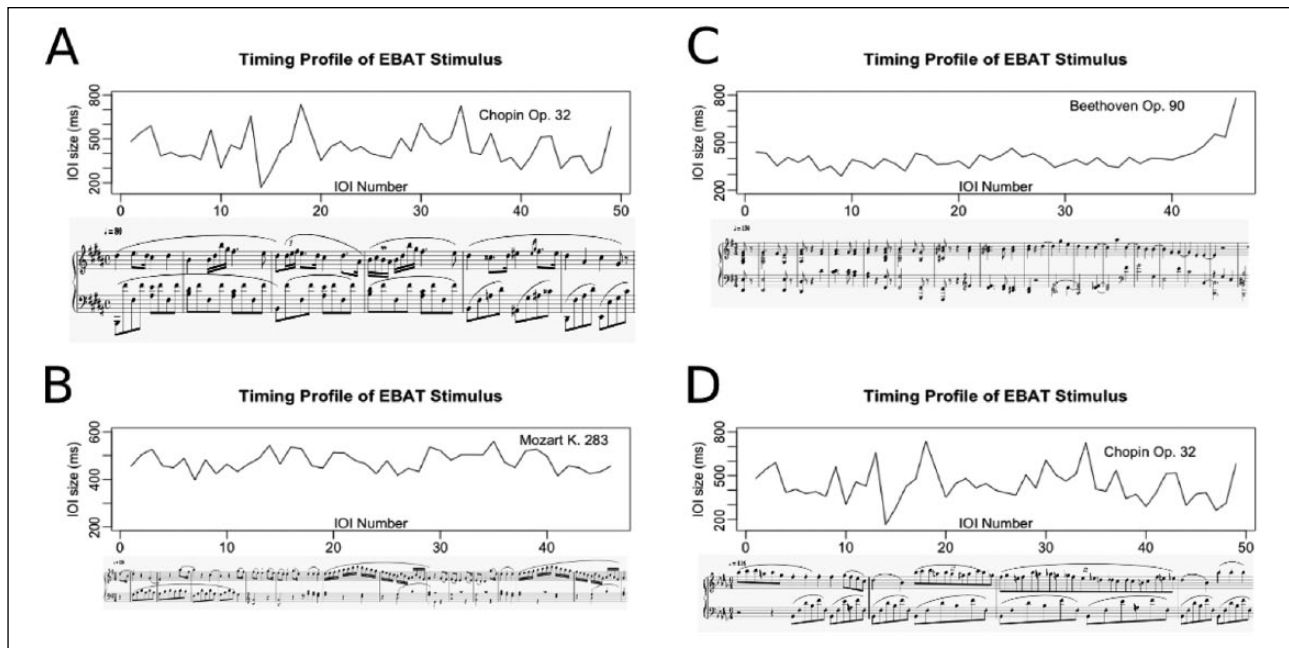 A
Timing Profile of EBAT Stimulus
800
500
200
IOI size (ms)
Chopin Op. 32
IOI Number
0 10 20 30 40 50
♩ = 80
B
Timing Profile of EBAT Stimulus
600
400
200
IOI size (ms)
Mozart K. 283
IOI Number
0 10 20 30 40
C
Timing Profile of EBAT Stimulus
800
500
200
IOI size (ms)
Beethoven Op. 90
IOI Number
0 10 20 30 40
D
Timing Profile of EBAT Stimulus
800
500
200
IOI size (ms)
Chopin Op. 32
IOI Number
0 10 20 30 40 50